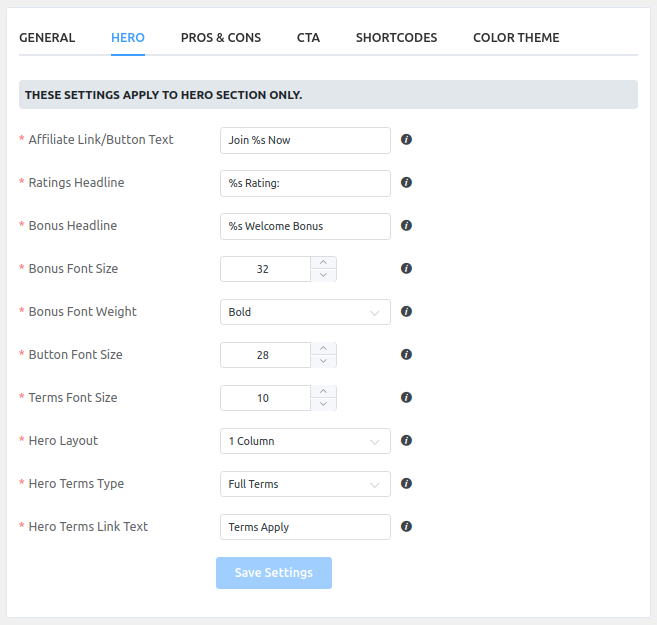 GENERAL HERO PROS & CONS CTA SHORTCODES COLOR THEME
THESE SETTINGS APPLY TO HERO SECTION ONLY.
* Affiliate Link/Button Text Join %s Now
* Ratings Headline %s Rating:
* Bonus Headline %s Welcome Bonus
* Bonus Font Size 32
* Bonus Font Weight Bold
* Button Font Size 28
* Terms Font Size 10
* Hero Layout 1 Column
* Hero Terms Type Full Terms
* Hero Terms Link Text Terms Apply
Save Settings